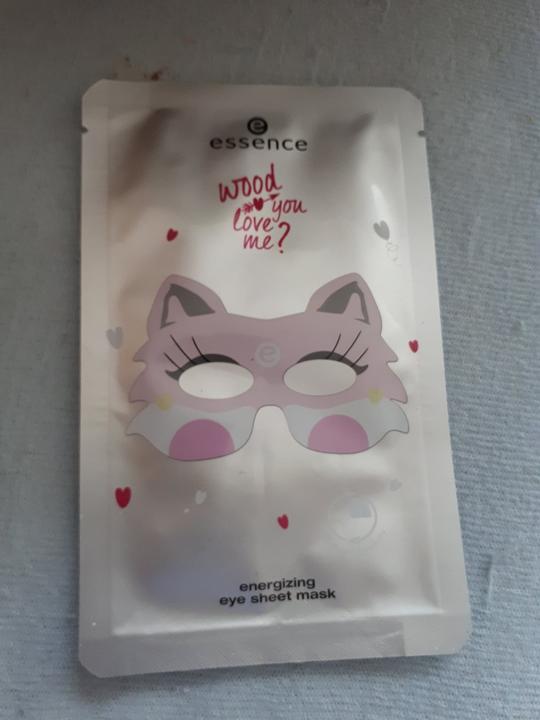 essence
wood
love you
me?
e
energizing
eye sheet mask